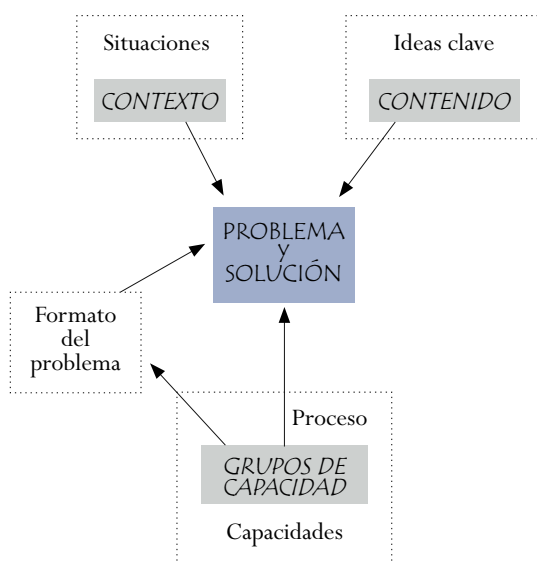 Situaciones
CONTEXTO
Ideas clave
CONTENIDO
PROBLEMA
y
SOLUCIÓN
Formato
del
problema
Proceso
GRUPOS DE
CAPACIDAD
Capacidades